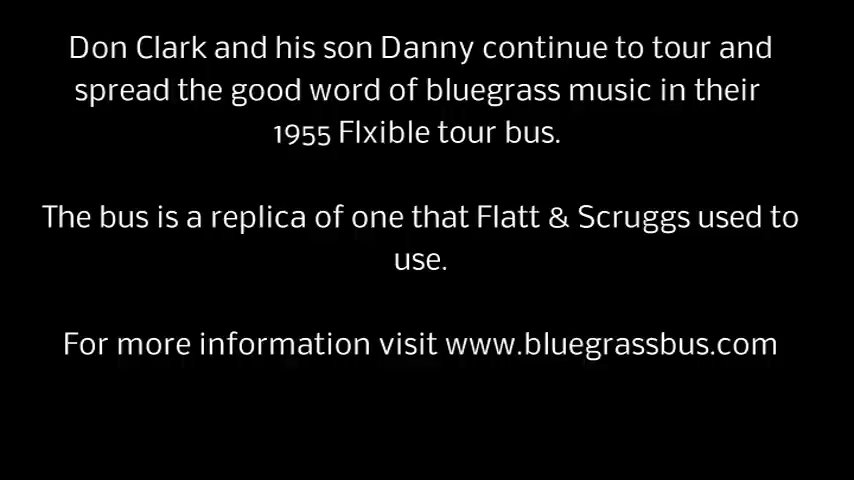 Don Clark and his son Danny continue to tour and
spread the good word of bluegrass music in their
1955 Flxible tour bus.
The bus is a replica of one that Flatt & Scruggs used to
use.
For more information visit www.bluegrassbus.com